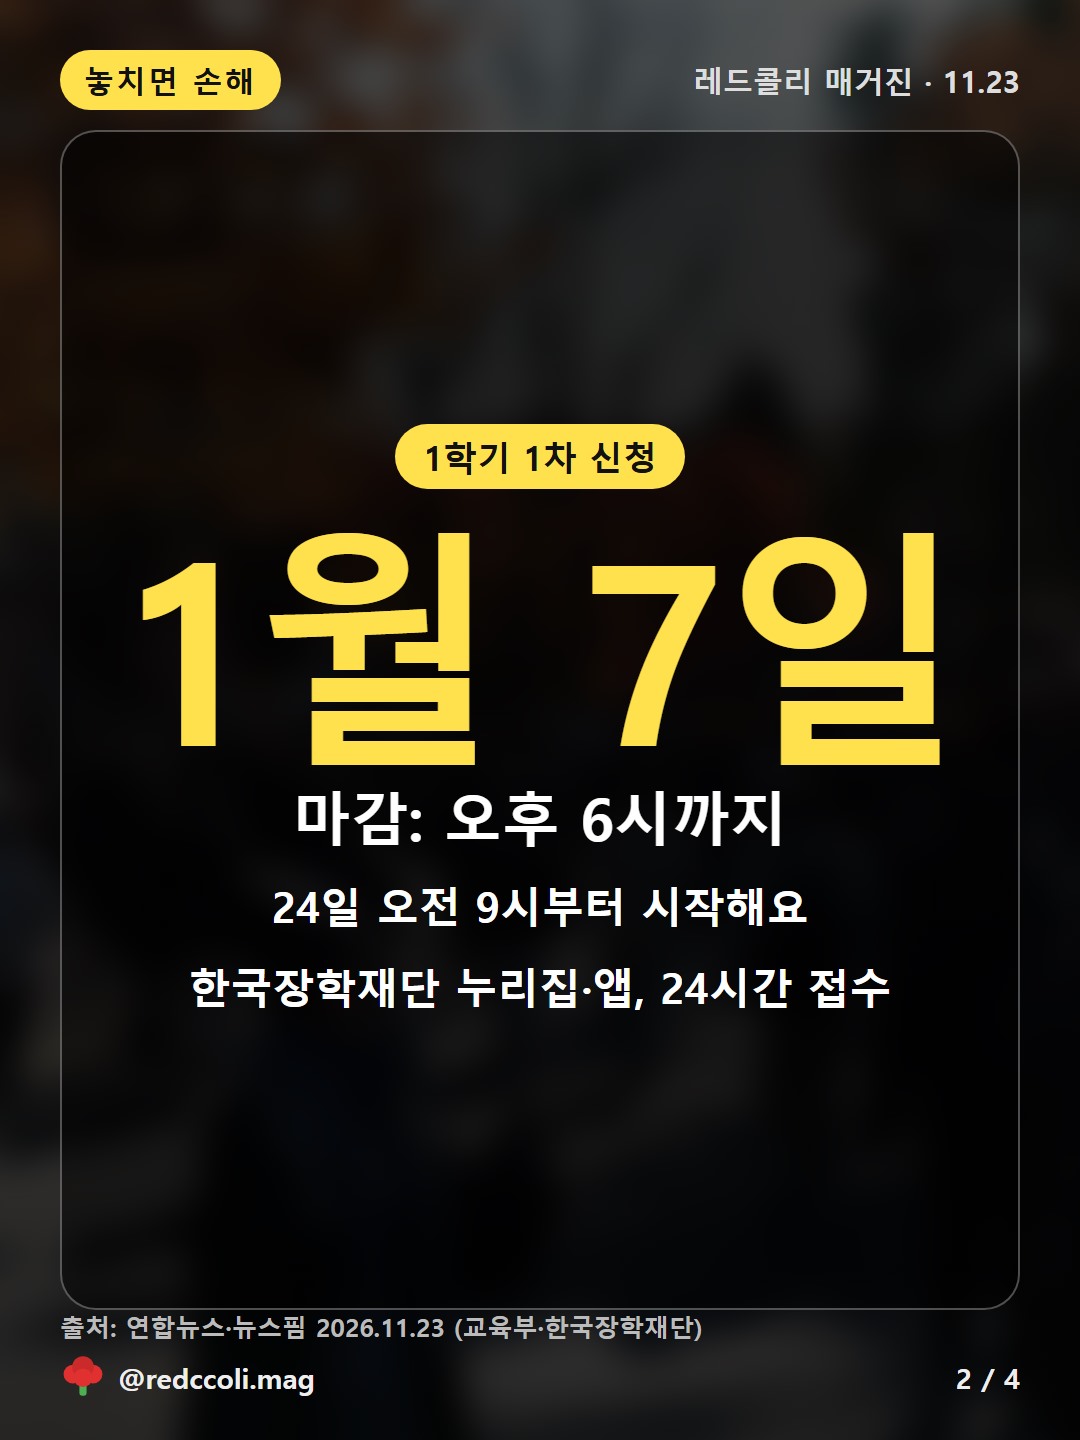 놓치면 손해
레드콜리 매거진 · 11.23
1학기 1차 신청
1월 7일
마감: 오후 6시까지
24일 오전 9시부터 시작해요
한국장학재단 누리집·앱, 24시간 접수
출처: 연합뉴스·뉴스핌 2026.11.23 (교육부·한국장학재단)
@redccoli.mag
2 / 4